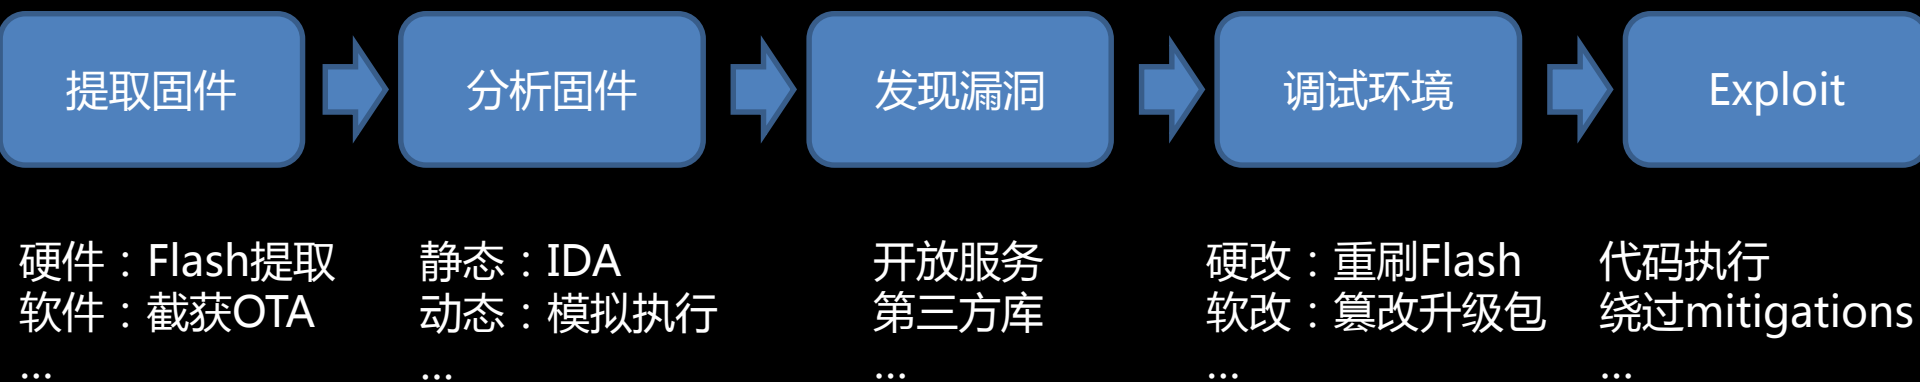 提取固件
分析固件
发现漏洞
调试环境
Exploit
硬件：Flash提取
软件：截获OTA
...
静态：IDA
动态：模拟执行
...
开放服务
第三方库
...
硬改：重刷Flash
软改：篡改升级包
...
代码执行
绕过mitigations
...